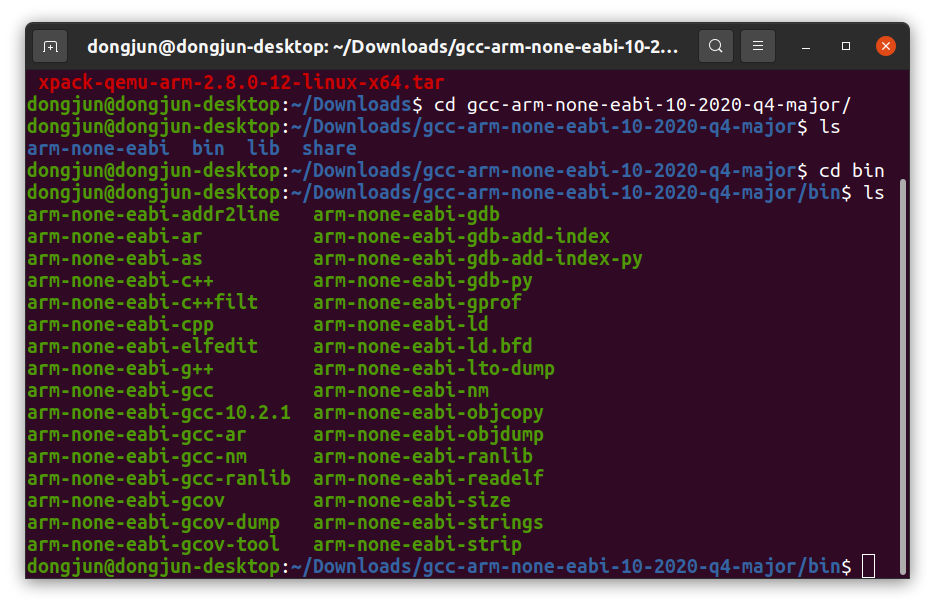 dongjun@dongjun-desktop: ~/Downloads/gcc-arm-none-eabi-10-2...
xpack-qemu-arm-2.8.0-12-linux-x64.tar
dongjun@dongjun-desktop:~/Downloads$ cd gcc-arm-none-eabi-10-2020-q4-major/
dongjun@dongjun-desktop:~/Downloads/gcc-arm-none-eabi-10-2020-q4-major$ ls
arm-none-eabi  bin  lib  share
dongjun@dongjun-desktop:~/Downloads/gcc-arm-none-eabi-10-2020-q4-major$ cd bin
dongjun@dongjun-desktop:~/Downloads/gcc-arm-none-eabi-10-2020-q4-major/bin$ ls
arm-none-eabi-addr2line   arm-none-eabi-gdb
arm-none-eabi-ar          arm-none-eabi-gdb-add-index
arm-none-eabi-as          arm-none-eabi-gdb-add-index-py
arm-none-eabi-c++         arm-none-eabi-gdb-py
arm-none-eabi-c++filt     arm-none-eabi-gprof
arm-none-eabi-cpp         arm-none-eabi-ld
arm-none-eabi-elfedit     arm-none-eabi-ld.bfd
arm-none-eabi-g++         arm-none-eabi-lto-dump
arm-none-eabi-gcc         arm-none-eabi-nm
arm-none-eabi-gcc-10.2.1  arm-none-eabi-objcopy
arm-none-eabi-gcc-ar      arm-none-eabi-objdump
arm-none-eabi-gcc-nm      arm-none-eabi-ranlib
arm-none-eabi-gcc-ranlib  arm-none-eabi-readelf
arm-none-eabi-gcov        arm-none-eabi-size
arm-none-eabi-gcov-dump   arm-none-eabi-strings
arm-none-eabi-gcov-tool   arm-none-eabi-strip
dongjun@dongjun-desktop:~/Downloads/gcc-arm-none-eabi-10-2020-q4-major/bin$